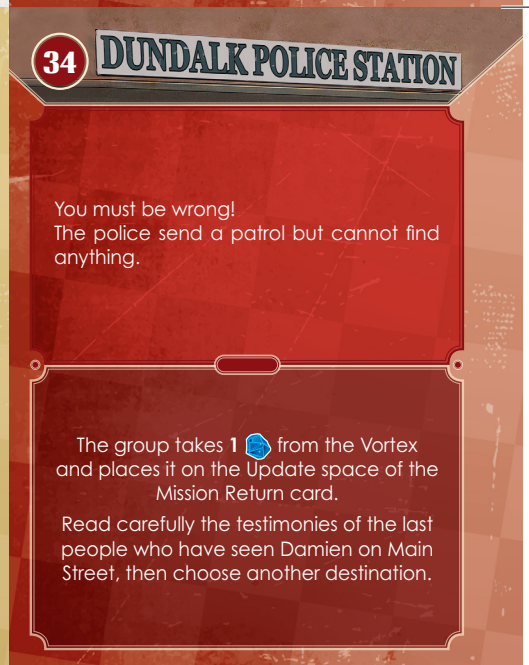 34
DUNDALK POLICE STATION
You must be wrong!
The police send a patrol but cannot find
anything.
The group takes 1 from the Vortex
and places it on the Update space of the
Mission Return card.
Read carefully the testimonies of the last
people who have seen Damien on Main
Street, then choose another destination.